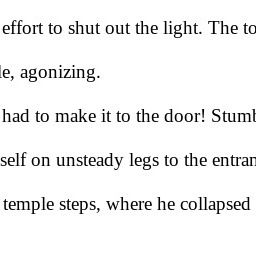 effort to shut out the light. The to
le, agonizing.
had to make it to the door! Stumb
self on unsteady legs to the entran
temple steps, where he collapsed